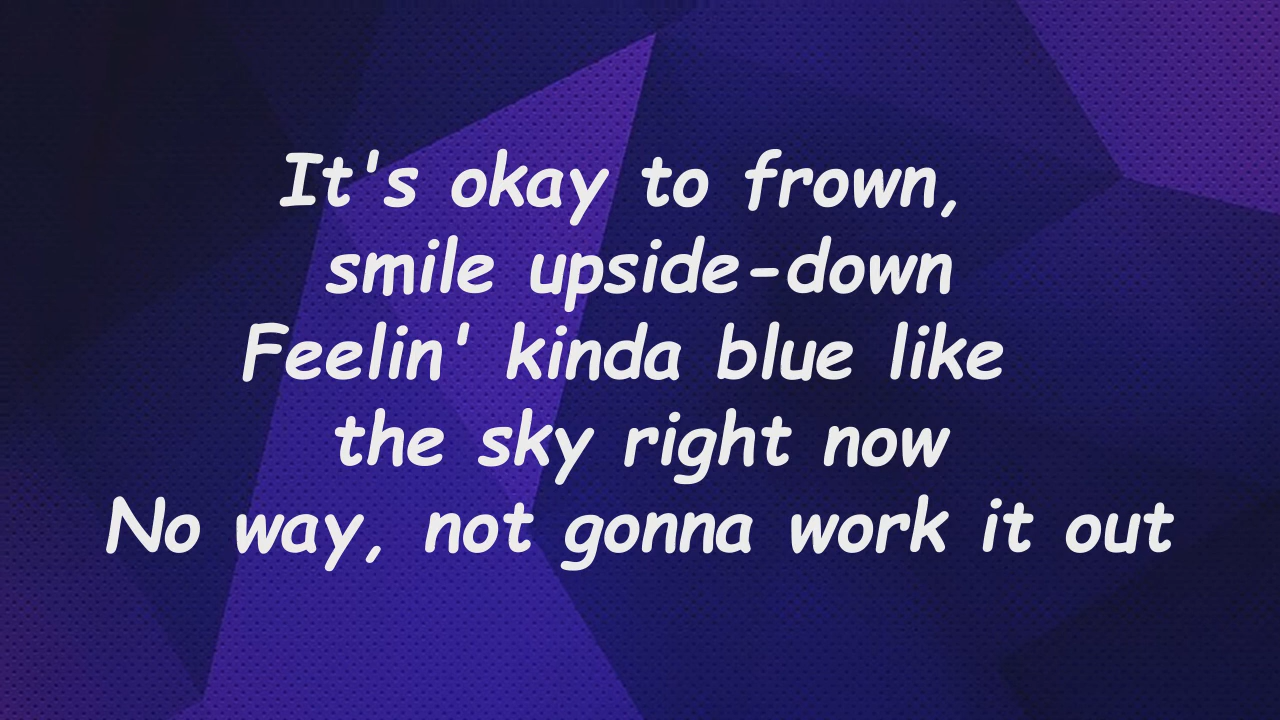 It's okay to frown,
smile upside-down
Feelin' kinda blue like
the sky right now
No way, not gonna work it out